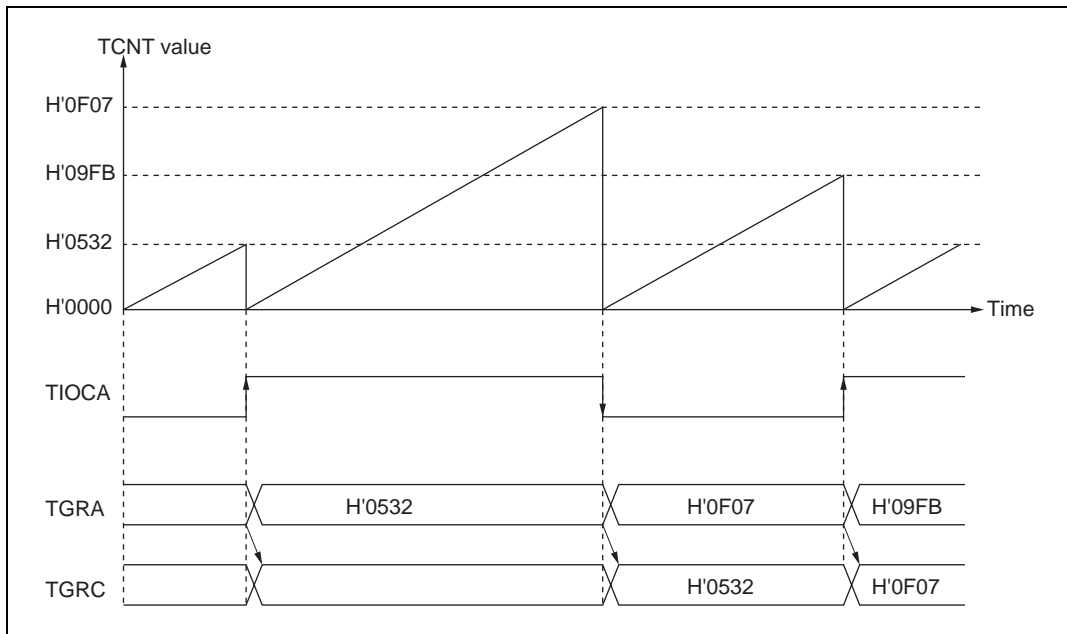 TCNT value
H'0F07
H'09FB
H'0532
H'0000
Time
TIOCA
TGRA
H'0532
H'0F07
H'09FB
TGRC
H'0532
H'0F07